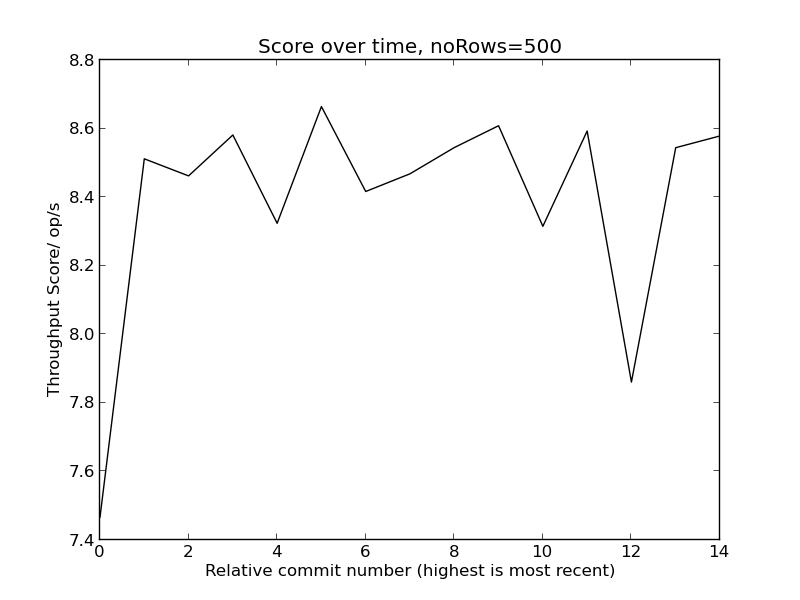 Score over time, noRows=500
8.8
8.6
8.4
8.2
8.0
7.8
7.6
7.4
Throughput Score/ op/s
0 2 4 6 8 10 12 14
Relative commit number (highest is most recent)